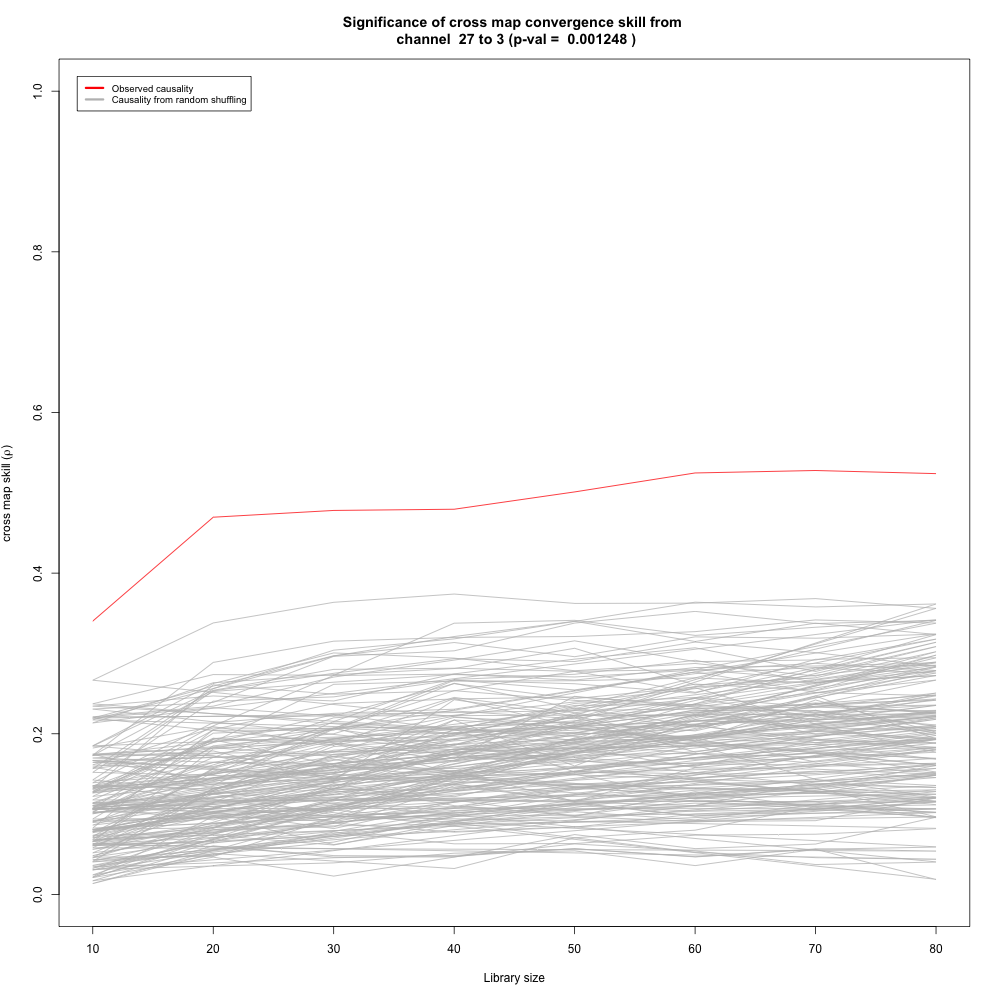 Significance of cross map convergence skill from
channel  27 to 3 (p-val =  0.001248 )
Observed causality
Causality from random shuffling
1.0
0.8
0.6
0.4
0.2
0.0
cross map skill (ρ)
10 20 30 40 50 60 70 80
Library size